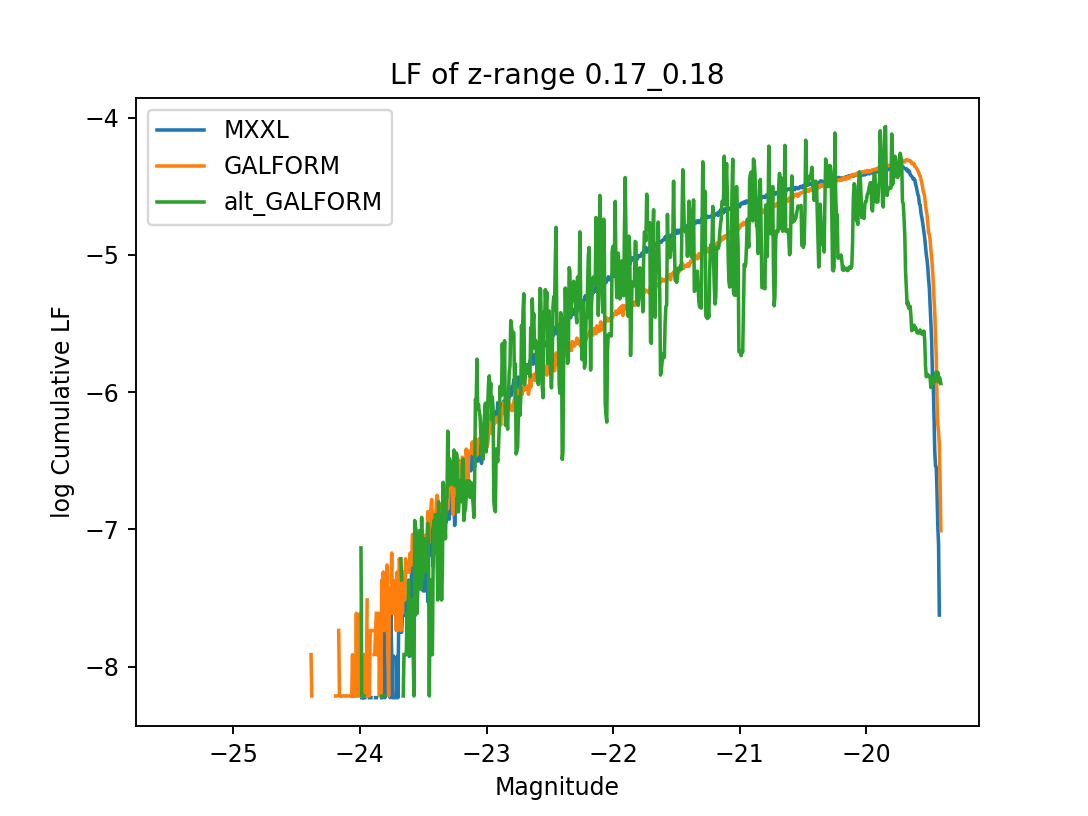 LF of z-range 0.17_0.18
MXXL
GALFORM
alt_GALFORM
log Cumulative LF
−4
−5
−6
−7
−8
−25
−24
−23
−22
−21
−20
Magnitude